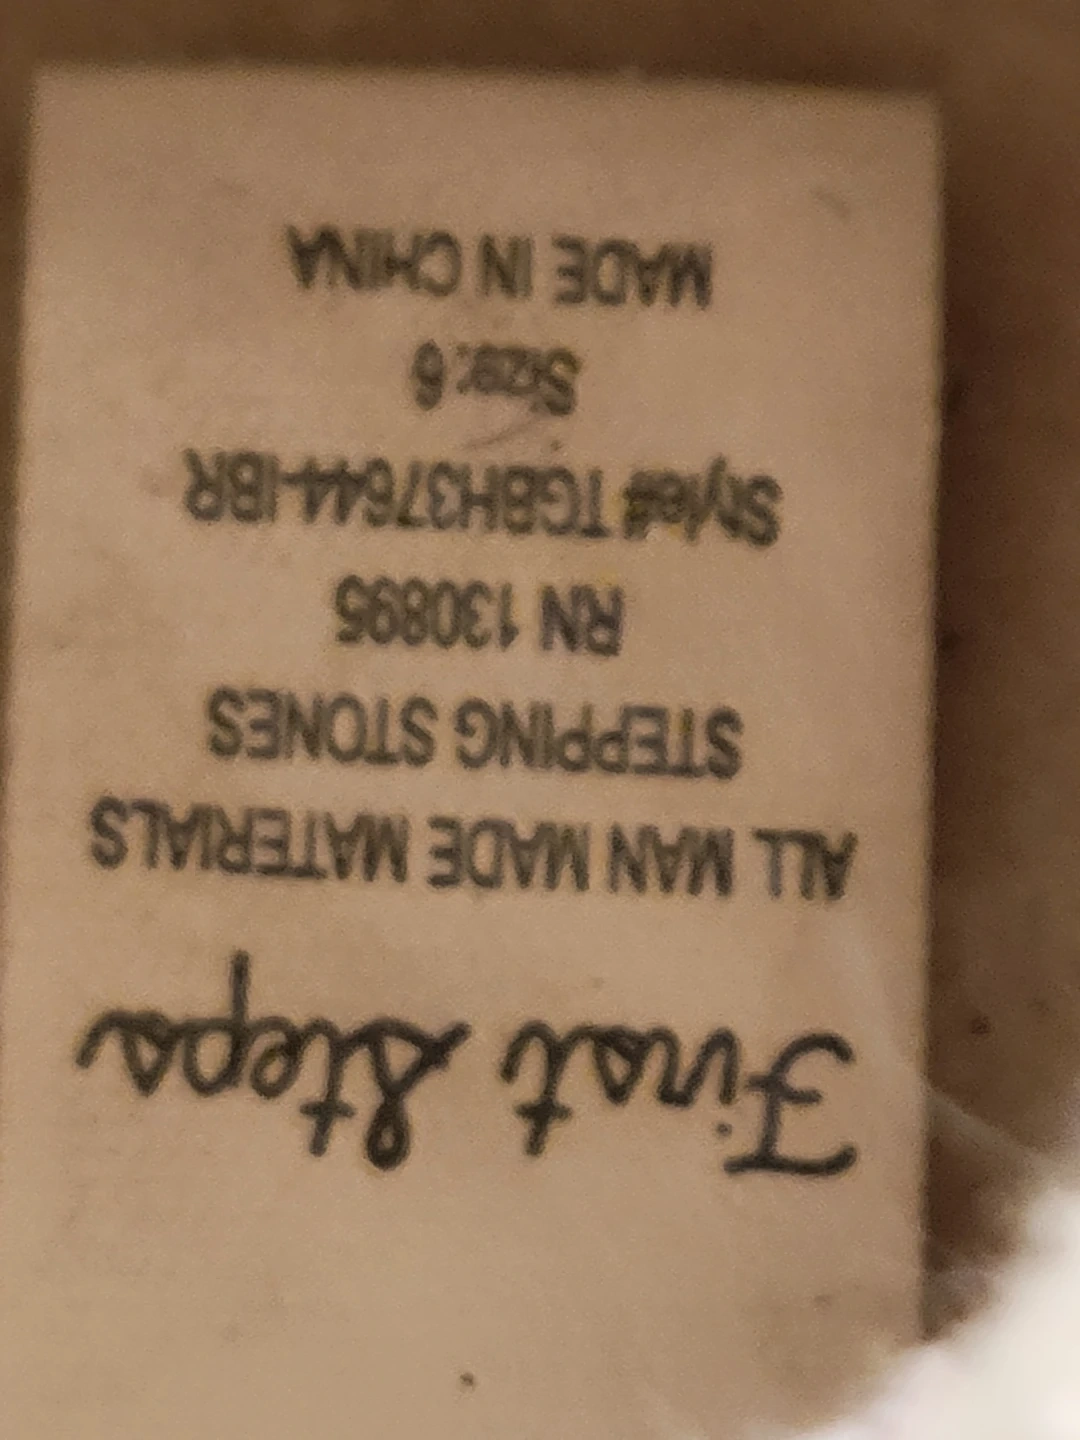 First Steps
ALL MAN MADE MATERIALS
STEPPING STONES
RN 130895
Style# TGBH37644-IBR
Size: 6
MADE IN CHINA